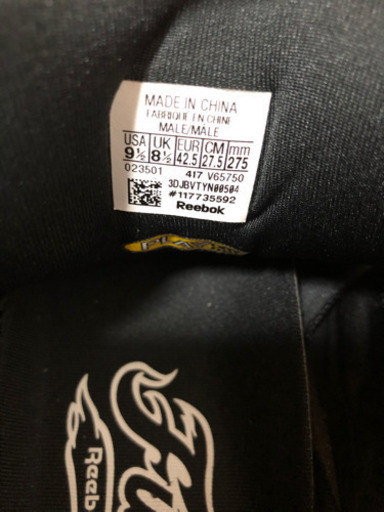 MADE IN CHINA
FABRIQUE EN CHINE
MALE/MALE
USA UK EUR CM mm
9½ 8½ 42.5 27.5 275
023501 417 V65750
3DJBVTYN00504
#117735592
Reebok
Reeb